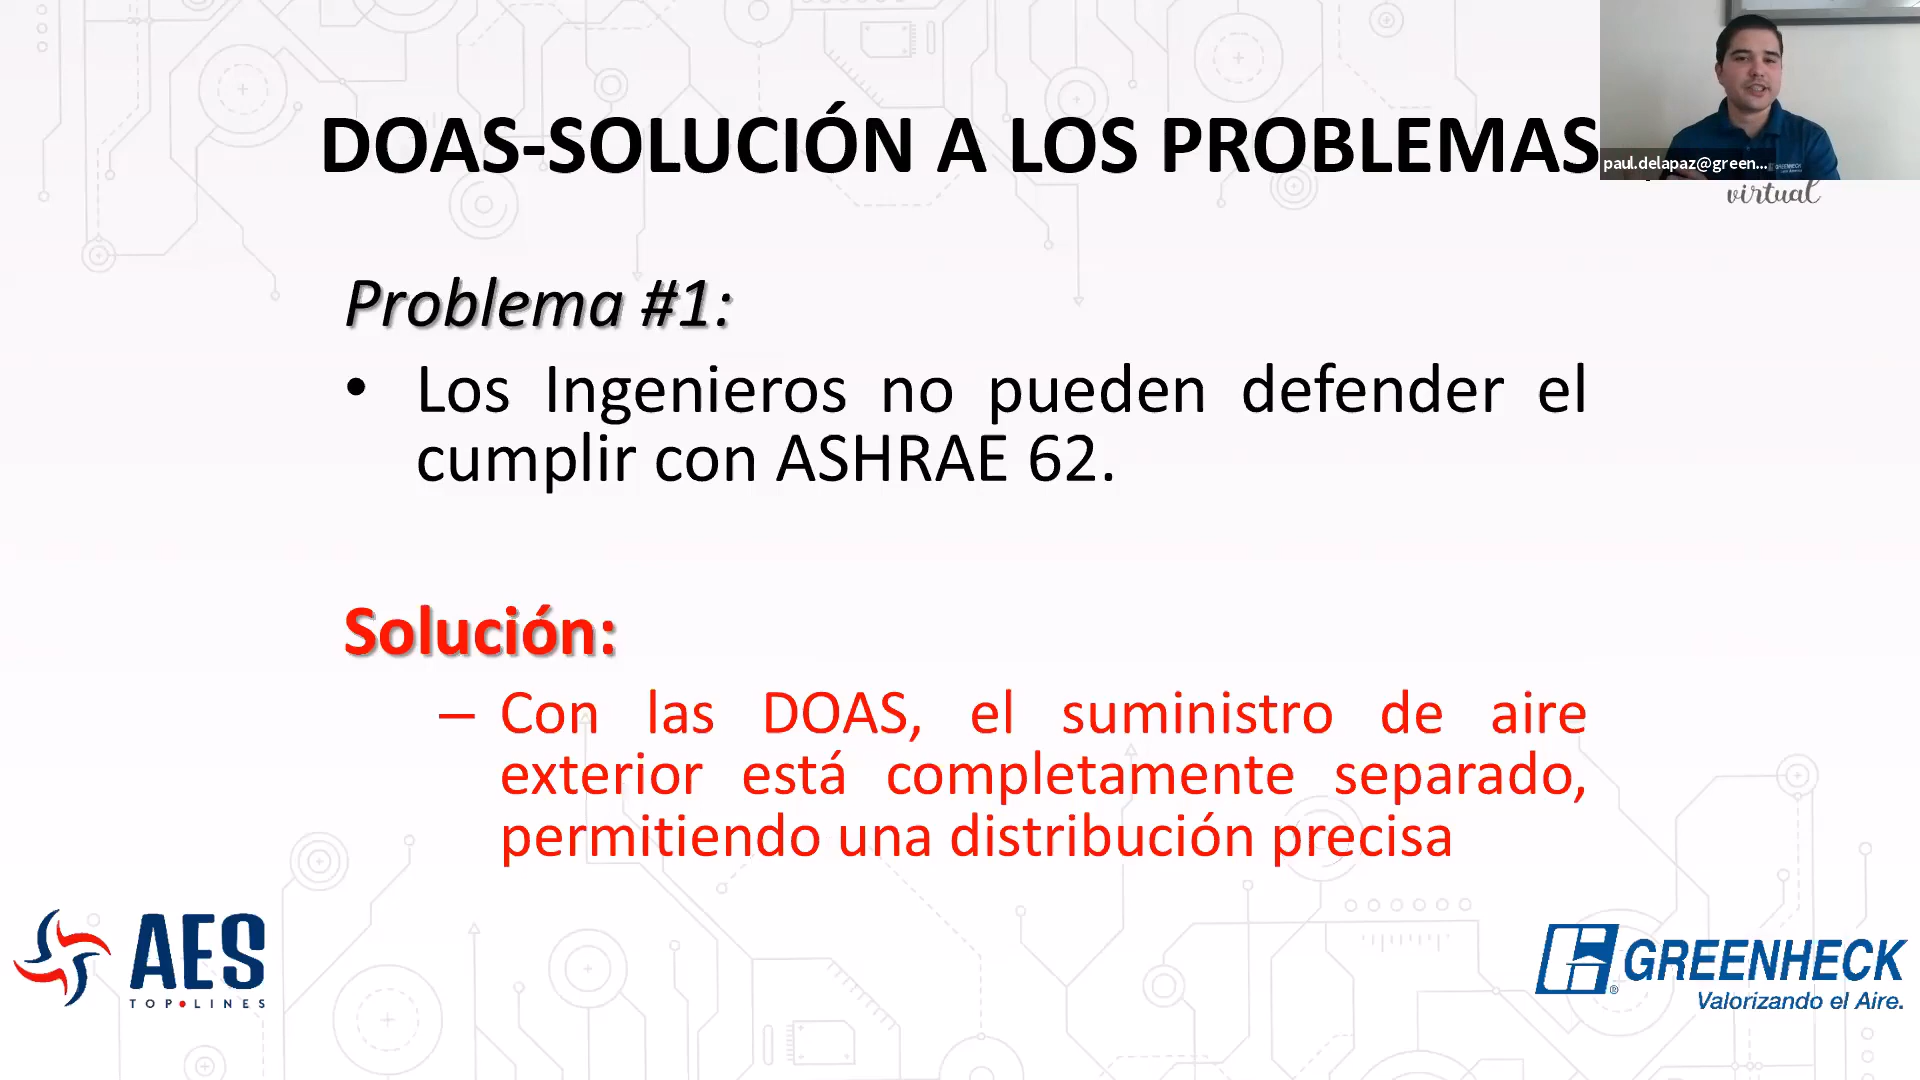 DOAS-SOLUCIÓN A LOS PROBLEMAS
paul.delapaz@green...
GREENHECK
virtual
Problema #1:
• Los Ingenieros no pueden defender el
cumplir con ASHRAE 62.
Solución:
– Con las DOAS, el suministro de aire
exterior está completamente separado,
permitiendo una distribución precisa
AES
TOP•LINES
GREENHECK
Valorizando el Aire.